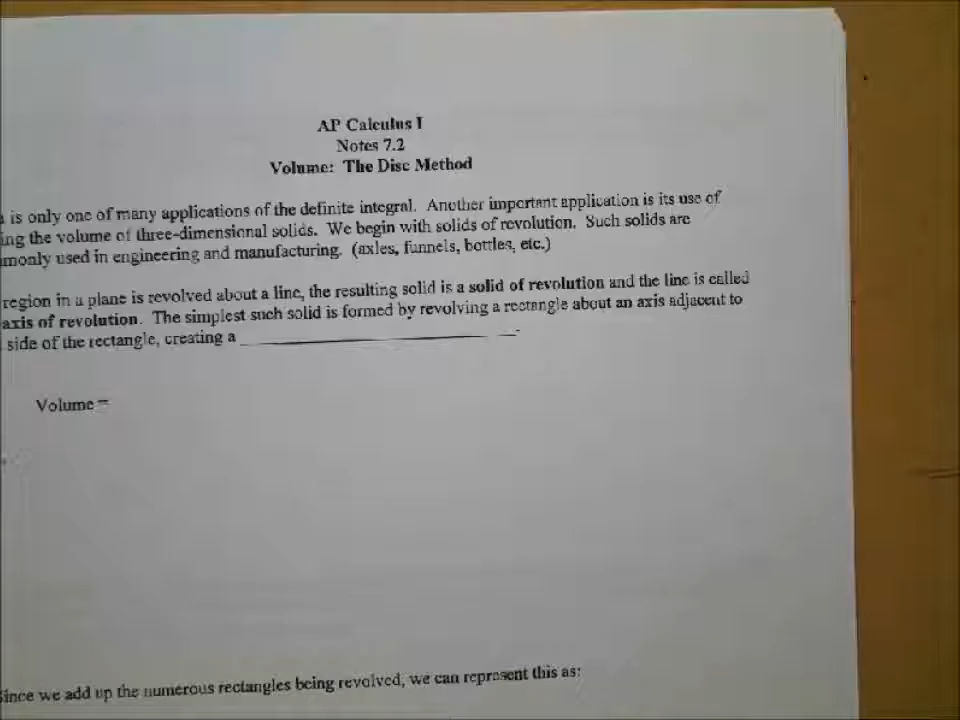 AP Calculus I
Notes 7.2
Volume: The Disc Method
is only one of many applications of the definite integral. Another important application is its use of
ing the volume of three-dimensional solids. We begin with solids of revolution. Such solids are
monly used in engineering and manufacturing. (axles, funnels, bottles, etc.)
region in a plane is revolved about a line, the resulting solid is a solid of revolution and the line is called
axis of revolution. The simplest such solid is formed by revolving a rectangle about an axis adjacent to
side of the rectangle, creating a ____________________.
Volume =
Since we add up the numerous rectangles being revolved, we can represent this as: